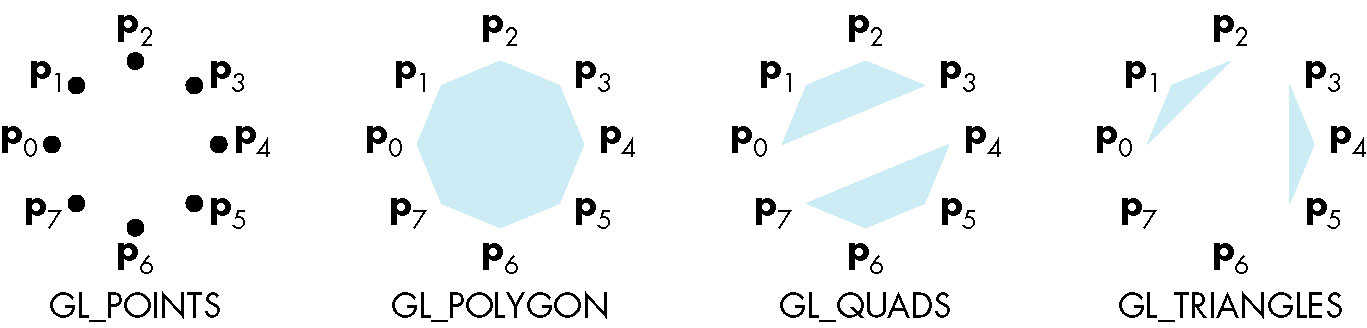 p2 p2 p2 p2
p1 p3 p1 p3 p1 p3 p1 p3
p0 p4 p0 p4 p0 p4 p0 p4
p7 p5 p7 p5 p7 p5 p7 p5
p6 p6 p6 p6
GL_POINTS GL_POLYGON GL_QUADS GL_TRIANGLES